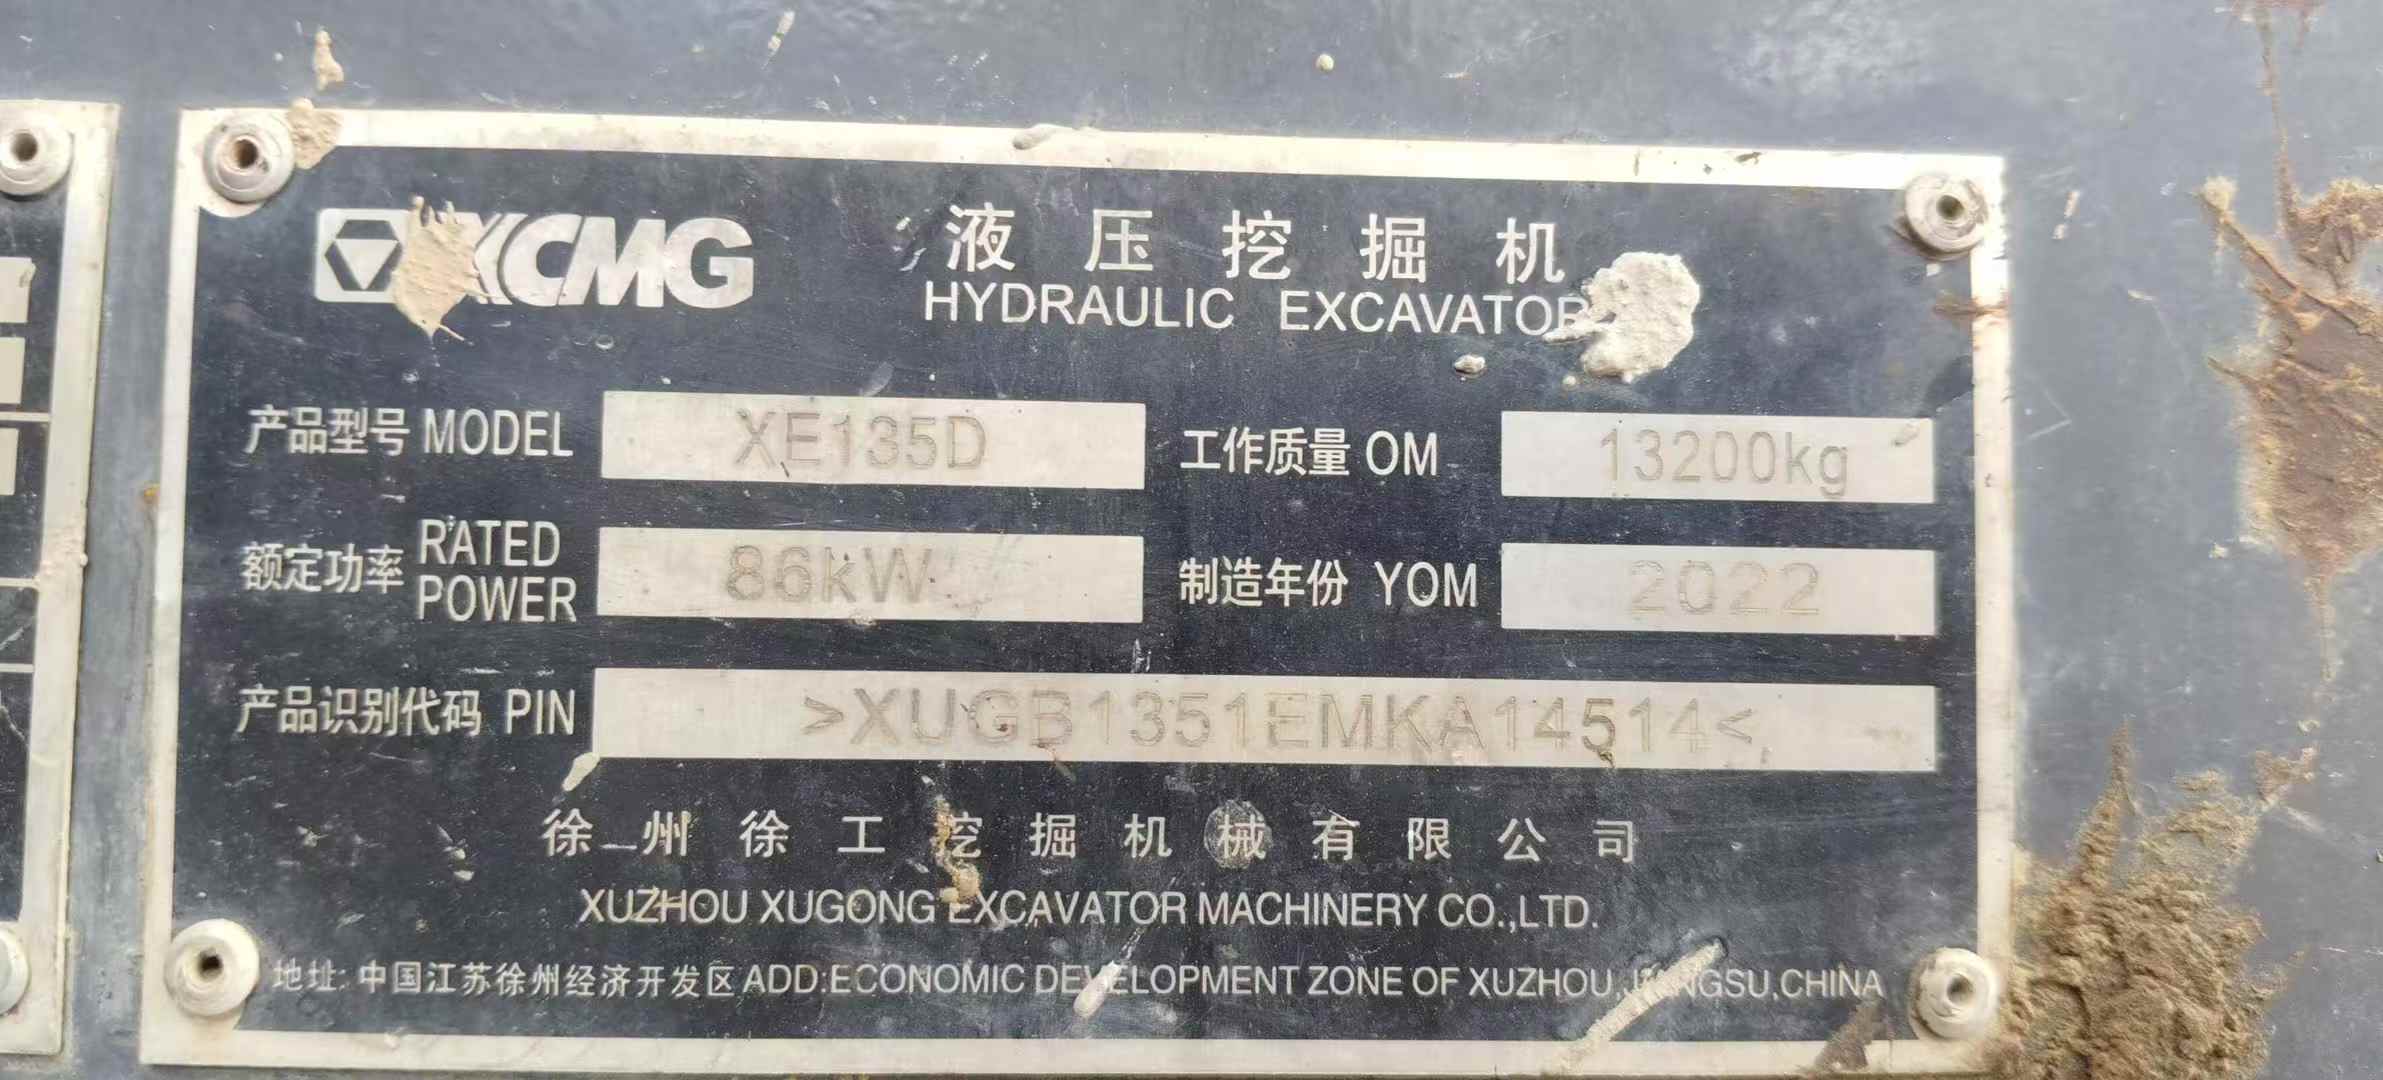 XCMG
液压挖掘机
HYDRAULIC EXCAVATOR
产品型号 MODEL XE135D 工作质量 OM 13200kg
额定功率 RATED POWER 86kW 制造年份 YOM 2022
产品识别代码 PIN >XUGB1351EMKA14514<
徐州徐工挖掘机械有限公司
XUZHOU XUGONG EXCAVATOR MACHINERY CO.,LTD.
地址: 中国江苏徐州经济开发区 ADD:ECONOMIC DEVELOPMENT ZONE OF XUZHOU,JIANGSU,CHINA